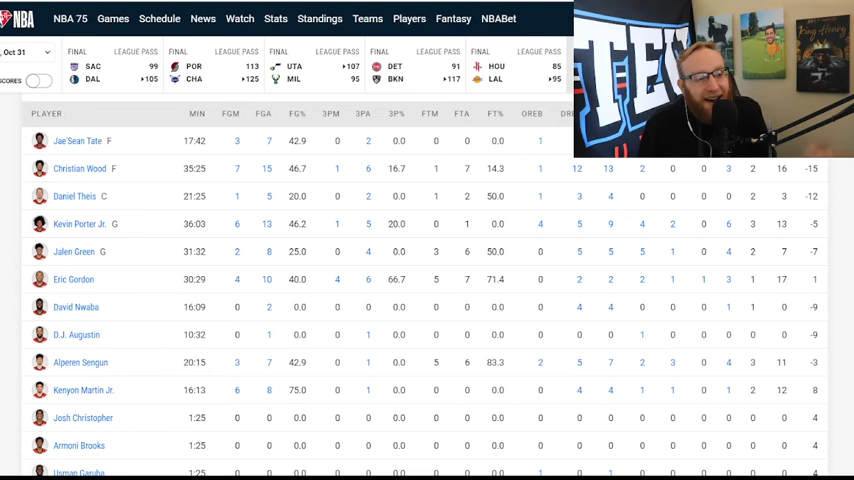 NBA NBA 75 Games Schedule News Watch Stats Standings Teams Players Fantasy NBABet
, Oct 31
SCORES
FINAL LEAGUE PASS FINAL LEAGUE PASS FINAL LEAGUE PASS FINAL LEAGUE PASS FINAL LEAGUE PASS
SAC 99 POR 113 UTA 107 DET 91 HOU 85
DAL 105 CHA 125 MIL 95 BKN 117 LAL 95
PLAYER MIN FGM FGA FG% 3PM 3PA 3P% FTM FTA FT% OREB
Jae'Sean Tate F 17:42 3 7 42.9 0 2 0.0 0 0 0.0 1
Christian Wood F 35:25 7 15 46.7 1 6 16.7 1 7 14.3 1 12 13 2 0 0 3 2 16 -15
Daniel Theis C 21:25 1 5 20.0 0 2 0.0 1 2 50.0 1 3 4 0 0 0 0 2 3 -12
Kevin Porter Jr. G 36:03 6 13 46.2 1 5 20.0 0 1 0.0 4 5 9 4 2 0 6 3 13 -5
Jalen Green G 31:32 2 8 25.0 0 4 0.0 3 6 50.0 0 5 5 5 1 0 4 2 7 -7
Eric Gordon 30:29 4 10 40.0 4 6 66.7 5 7 71.4 0 2 2 2 1 1 3 1 17 1
David Nwaba 16:09 0 2 0.0 0 0 0.0 0 0 0.0 0 4 4 0 0 0 1 1 0 -9
D.J. Augustin 10:32 0 1 0.0 0 1 0.0 0 0 0.0 0 0 0 1 0 0 0 0 0 -9
Alperen Sengun 20:15 3 7 42.9 0 1 0.0 5 6 83.3 2 5 7 2 3 0 4 3 11 -3
Kenyon Martin Jr. 16:13 6 8 75.0 0 1 0.0 0 0 0.0 0 4 4 1 1 0 1 2 12 8
Josh Christopher 1:25 0 0 0.0 0 0 0.0 0 0 0.0 0 0 0 0 0 0 0 0 0 4
Armoni Brooks 1:25 0 0 0.0 0 0 0.0 0 0 0.0 0 0 0 0 0 0 0 0 0 4
Usman Garuba 1:25 0 0 0.0 0 0 0.0 0 0 0.0 1 0 1 0 0 0 0 0 0 4